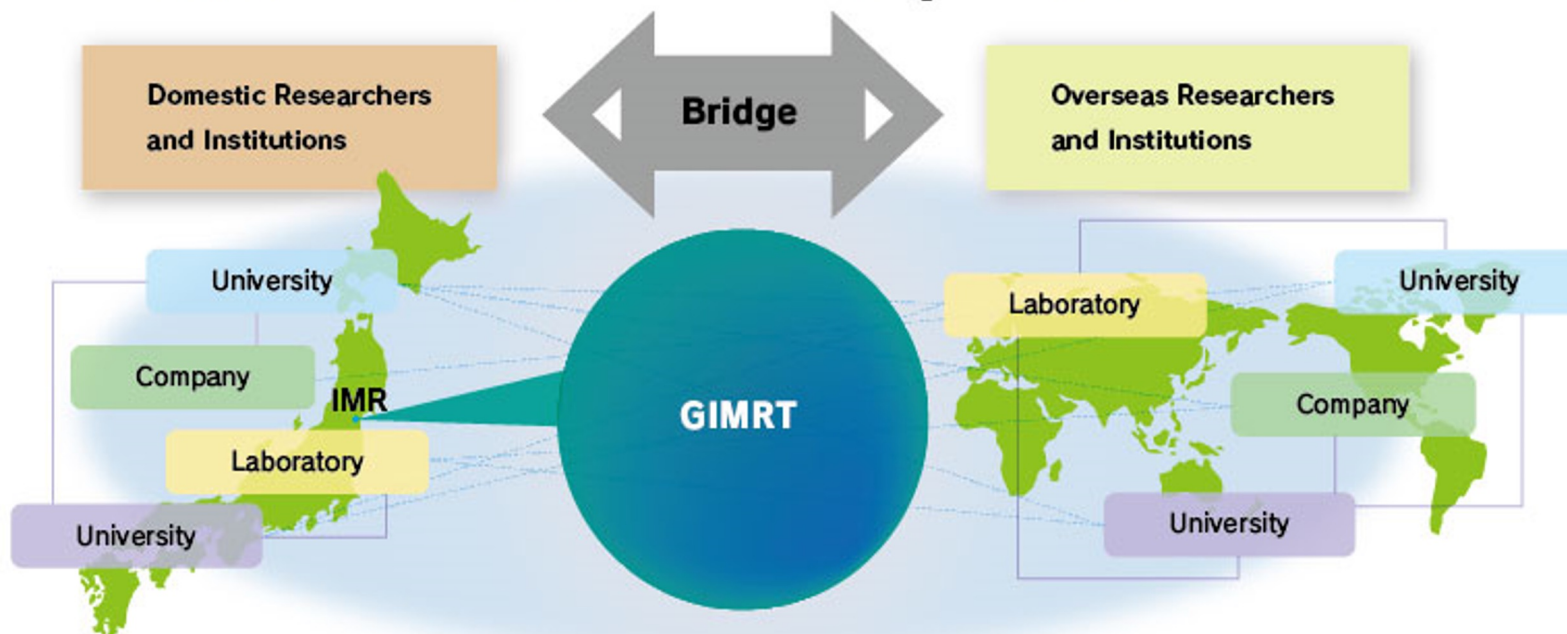 Domestic Researchers
and Institutions
Bridge
Overseas Researchers
and Institutions
University
Company
IMR
Laboratory
University
GIMRT
Laboratory
University
Company
University